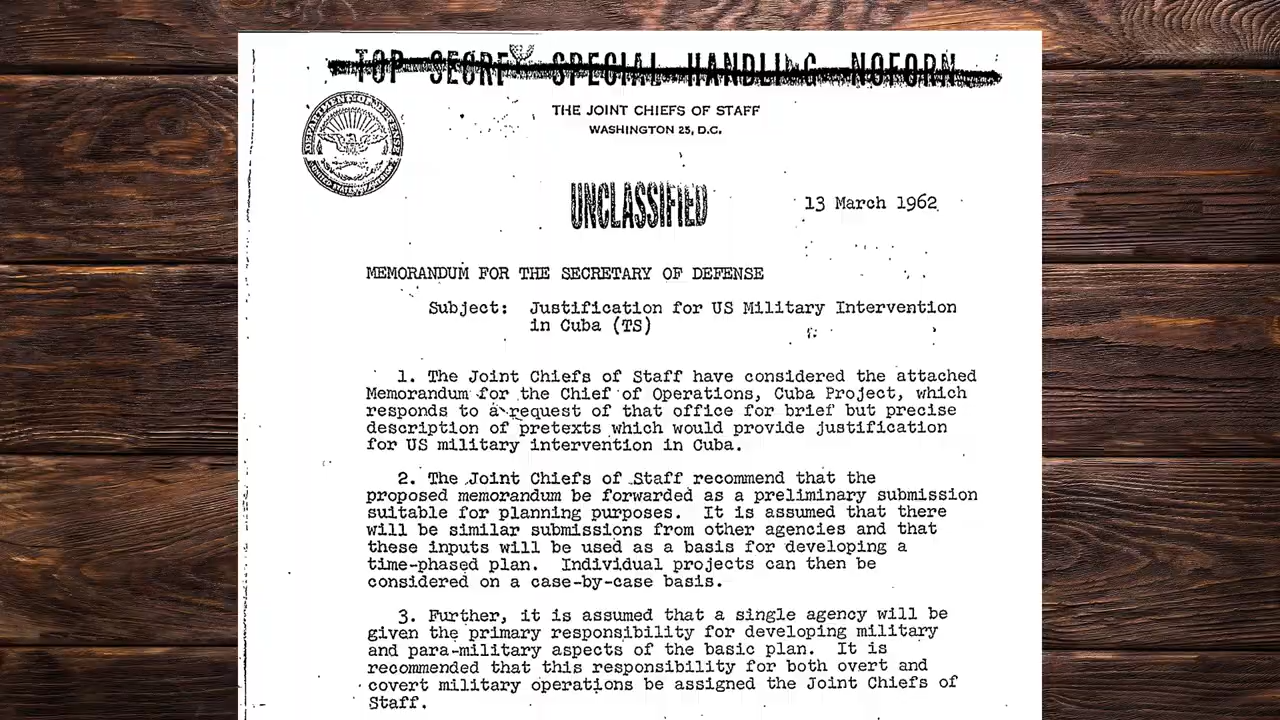 TOP SECRET SPECIAL HANDLING NOFORN
THE JOINT CHIEFS OF STAFF
WASHINGTON 25, D.C.
DEPARTMENT OF DEFENSE
UNITED STATES OF AMERICA
UNCLASSIFIED
13 March 1962
MEMORANDUM FOR THE SECRETARY OF DEFENSE
Subject: Justification for US Military Intervention
in Cuba (TS)
1. The Joint Chiefs of Staff have considered the attached
Memorandum for the Chief of Operations, Cuba Project, which
responds to a request of that office for brief but precise
description of pretexts which would provide justification
for US military intervention in Cuba.
2. The Joint Chiefs of Staff recommend that the
proposed memorandum be forwarded as a preliminary submission
suitable for planning purposes. It is assumed that there
will be similar submissions from other agencies and that
these inputs will be used as a basis for developing a
time-phased plan. Individual projects can then be
considered on a case-by-case basis.
3. Further, it is assumed that a single agency will be
given the primary responsibility for developing military
and para-military aspects of the basic plan. It is
recommended that this responsibility for both overt and
covert military operations be assigned the Joint Chiefs of
Staff.